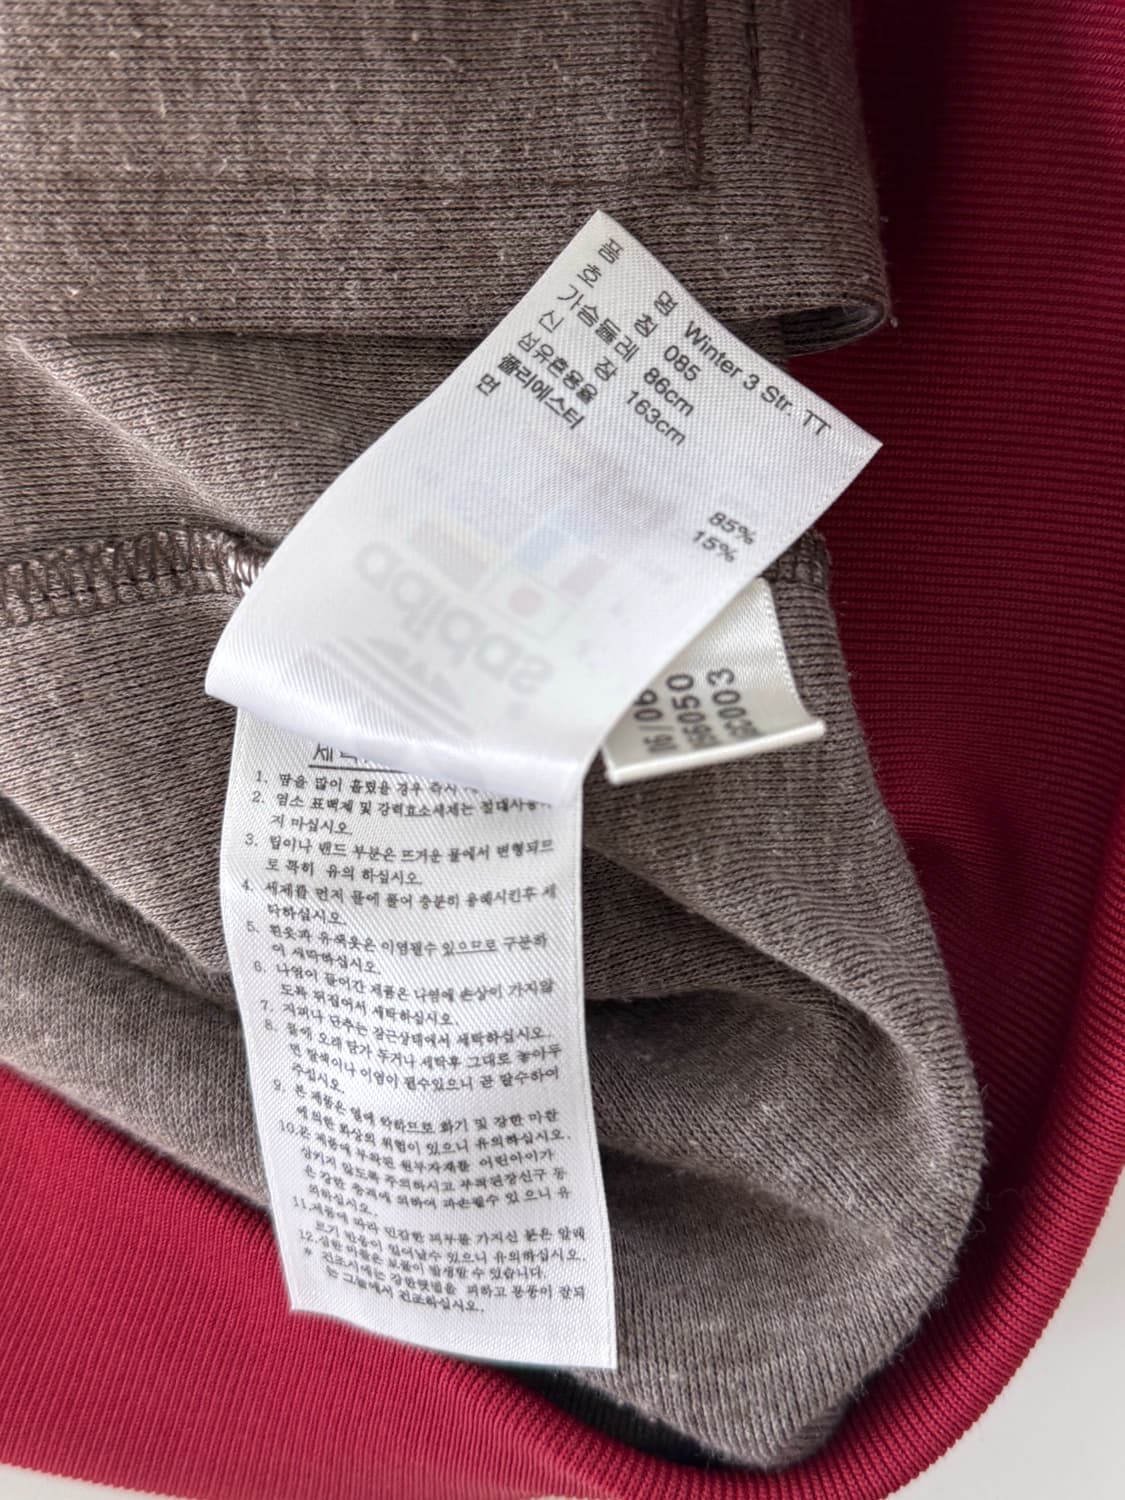 품 명 Winter 3 Str. TT
호 칭 085
가슴둘레 86cm
신 장 163cm
섬유혼용율
폴리에스터 85%
면 15%
adidas
16/06
050
003
1. 땀을 많이 흘렸을 경우 즉시
2. 염소 표백제 및 강력효소세제는 절대사용하
지 마십시오.
3. 립이나 밴드 부분은 뜨거운 물에서 변형되므
로 특히 유의 하십시오.
4. 세제를 먼저 물에 풀어 충분히 용해시킨후 세
탁하십시오.
5. 흰옷과 유색옷은 이염될수 있으므로 구분하
여 세탁하십시오.
6. 나염이 들어간 제품은 나염에 손상이 가지않
도록 뒤집어서 세탁하십시오.
7. 지퍼나 단추는 잠근상태에서 세탁하십시오.
8. 물에 오래 담가 두거나 세탁후 그대로 놓아두
면 탈색이나 이염이 될수있으니 곧 탈수하여
주십시오.
9. 본 제품은 열에 약하므로 화기 및 강한 마찰
에 의한 화상의 위험이 있으니 유의하십시오.
10.본 제품에 부착된 원부자재를 어린아이가
삼키지 않도록 주의하시고 부착된장신구 등
은 강한 충격에 의하여 파손될수 있 으니 유
의하십시오.
11.제품에 따라 민감한 피부를 가지신 분은 알레
르기 반응이 일어날수 있으니 유의하십시오.
12.심한 마찰은 보풀이 발생할 수 있습니다.
* 건조시에는 강한햇볕을 피하고 통풍이 잘되
는 그늘에서 건조하십시오.